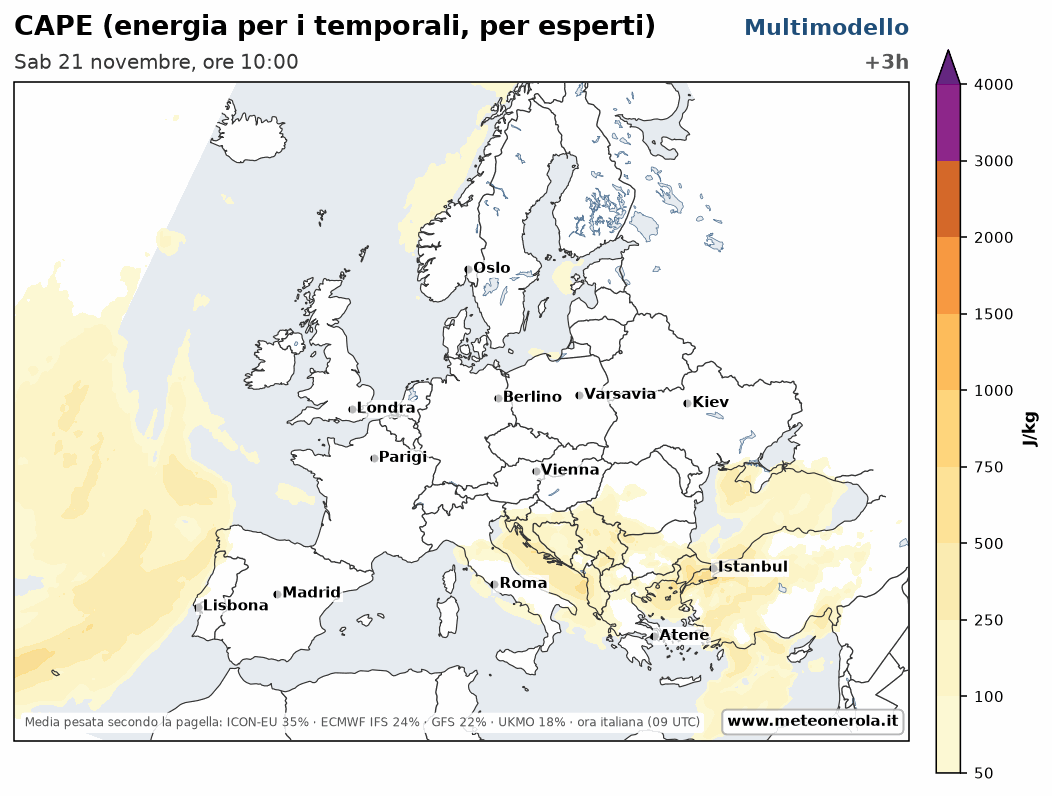 CAPE (energia per i temporali, per esperti)
Multimodello
Sab 21 novembre, ore 10:00
+3h
4000
3000
2000
1500
1000
750
500
250
100
50
J/kg
Oslo
Londra
Berlino
Varsavia
Kiev
Parigi
Vienna
Istanbul
Roma
Madrid
Lisbona
Atene
Media pesata secondo la pagella: ICON-EU 35% · ECMWF IFS 24% · GFS 22% · UKMO 18% · ora italiana (09 UTC)
www.meteonerola.it